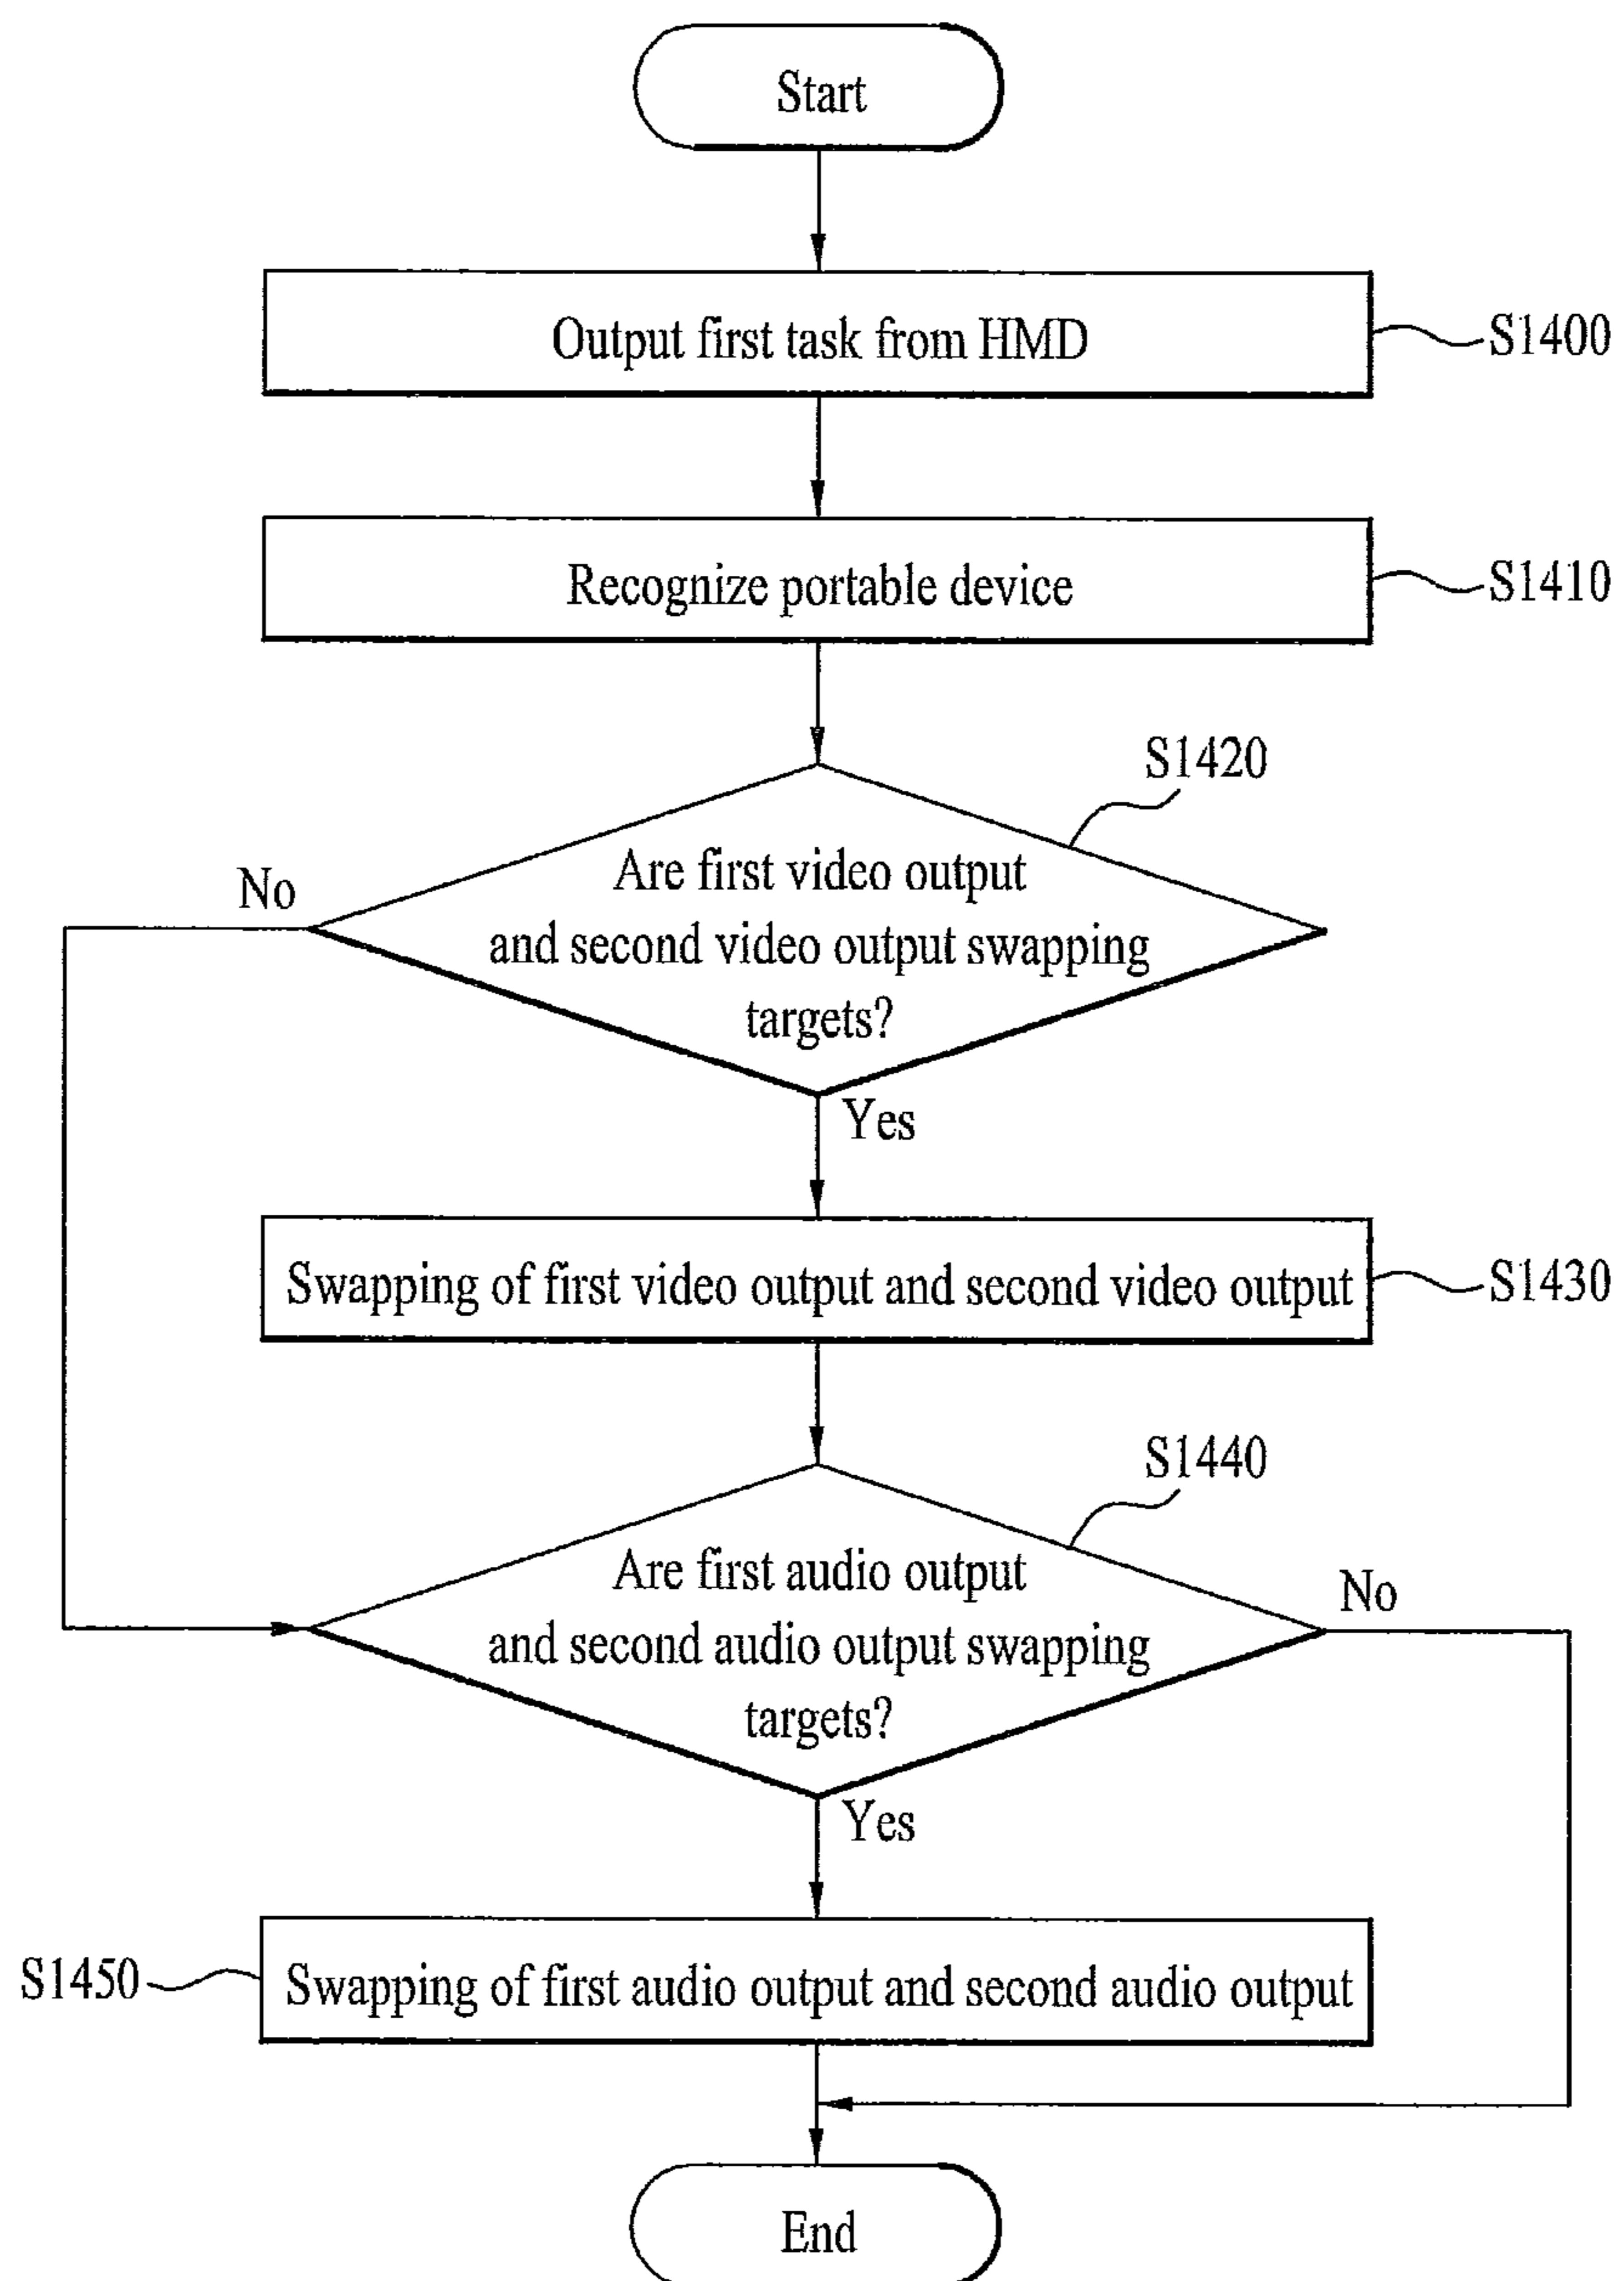 Start
Output first task from HMD
S1400
Recognize portable device
S1410
S1420
Are first video output
and second video output swapping
targets?
No
Yes
Swapping of first video output and second video output
S1430
S1440
Are first audio output
and second audio output swapping
targets?
No
Yes
S1450
Swapping of first audio output and second audio output
End